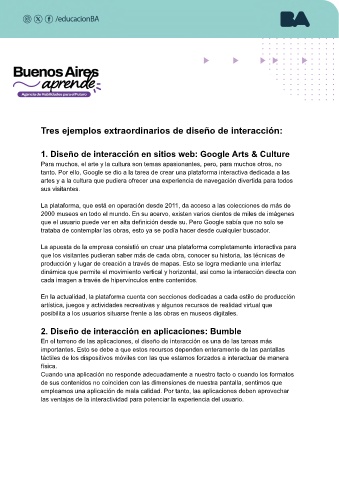 /educacionBA
BA
Buenos Aires
aprende
Agencia de Habilidades para el Futuro
Tres ejemplos extraordinarios de diseño de interacción:
1. Diseño de interacción en sitios web: Google Arts & Culture
Para muchos, el arte y la cultura son temas apasionantes, pero, para muchos otros, no
tanto. Por ello, Google se dio a la tarea de crear una plataforma interactiva dedicada a las
artes y a la cultura que pudiera ofrecer una experiencia de navegación divertida para todos
sus visitantes.
La plataforma, que está en operación desde 2011, da acceso a las colecciones de más de
2000 museos en todo el mundo. En su acervo, existen varios cientos de miles de imágenes
que el usuario puede ver en alta definición desde su. Pero Google sabía que no solo se
trataba de contemplar las obras, esto ya se podía hacer desde cualquier buscador.
La apuesta de la empresa consistió en crear una plataforma completamente interactiva para
que los visitantes pudieran saber más de cada obra, conocer su historia, las técnicas de
producción y lugar de creación a través de mapas. Esto se logra mediante una interfaz
dinámica que permite el movimiento vertical y horizontal, así como la interacción directa con
cada imagen a través de hipervínculos entre contenidos.
En la actualidad, la plataforma cuenta con secciones dedicadas a cada estilo de producción
artística, juegos y actividades recreativas y algunos recursos de realidad virtual que
posibilita a los usuarios situarse frente a las obras en museos digitales.
2. Diseño de interacción en aplicaciones: Bumble
En el terreno de las aplicaciones, el diseño de interacción es una de las tareas más
importantes. Esto se debe a que estos recursos dependen enteramente de las pantallas
táctiles de los dispositivos móviles con las que estamos forzados a interactuar de manera
física.
Cuando una aplicación no responde adecuadamente a nuestro tacto o cuando los formatos
de sus contenidos no coinciden con las dimensiones de nuestra pantalla, sentimos que
empleamos una aplicación de mala calidad. Por tanto, las aplicaciones deben aprovechar
las ventajas de la interactividad para potenciar la experiencia del usuario.